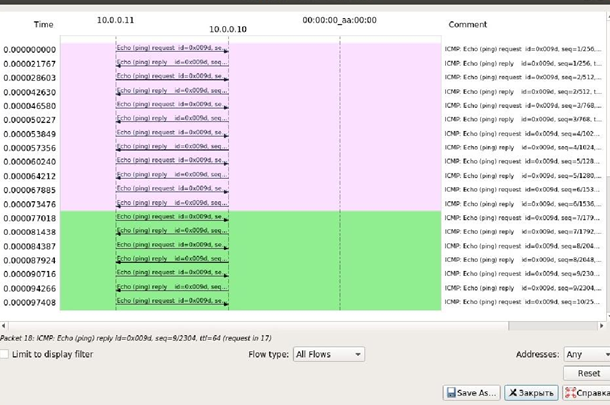 Time 10.0.0.11 10.0.0.10 00:00:00_aa:00:00 Comment
0.000000000 Echo (ping) request id=0x009d, se... ICMP: Echo (ping) request id=0x009d, seq=1/256,...
0.000021767 Echo (ping) reply id=0x009d, seq... ICMP: Echo (ping) reply id=0x009d, seq=1/256, t...
0.000028603 Echo (ping) request id=0x009d, se... ICMP: Echo (ping) request id=0x009d, seq=2/512,...
0.000042630 Echo (ping) reply id=0x009d, seq... ICMP: Echo (ping) reply id=0x009d, seq=2/512, t...
0.000046580 Echo (ping) request id=0x009d, se... ICMP: Echo (ping) request id=0x009d, seq=3/768,...
0.000050227 Echo (ping) reply id=0x009d, seq... ICMP: Echo (ping) reply id=0x009d, seq=3/768, t...
0.000053849 Echo (ping) request id=0x009d, se... ICMP: Echo (ping) request id=0x009d, seq=4/102...
0.000057356 Echo (ping) reply id=0x009d, seq... ICMP: Echo (ping) reply id=0x009d, seq=4/1024,...
0.000060240 Echo (ping) request id=0x009d, se... ICMP: Echo (ping) request id=0x009d, seq=5/128...
0.000064212 Echo (ping) reply id=0x009d, seq... ICMP: Echo (ping) reply id=0x009d, seq=5/1280,...
0.000067885 Echo (ping) request id=0x009d, se... ICMP: Echo (ping) request id=0x009d, seq=6/153...
0.000073476 Echo (ping) reply id=0x009d, seq... ICMP: Echo (ping) reply id=0x009d, seq=6/1536,...
0.000077018 Echo (ping) request id=0x009d, se... ICMP: Echo (ping) request id=0x009d, seq=7/179...
0.000081438 Echo (ping) reply id=0x009d, seq... ICMP: Echo (ping) reply id=0x009d, seq=7/1792,...
0.000084387 Echo (ping) request id=0x009d, se... ICMP: Echo (ping) request id=0x009d, seq=8/204...
0.000087924 Echo (ping) reply id=0x009d, seq... ICMP: Echo (ping) reply id=0x009d, seq=8/2048,...
0.000090716 Echo (ping) request id=0x009d, se... ICMP: Echo (ping) request id=0x009d, seq=9/230...
0.000094266 Echo (ping) reply id=0x009d, seq... ICMP: Echo (ping) reply id=0x009d, seq=9/2304,...
0.000097408 Echo (ping) request id=0x009d, se... ICMP: Echo (ping) request id=0x009d, seq=10/25...
Packet 18: ICMP: Echo (ping) reply id=0x009d, seq=9/2304, ttl=64 (request in 17)
Limit to display filter Flow type: All Flows Addresses: Any
Reset
Save As... Закрыть Справка